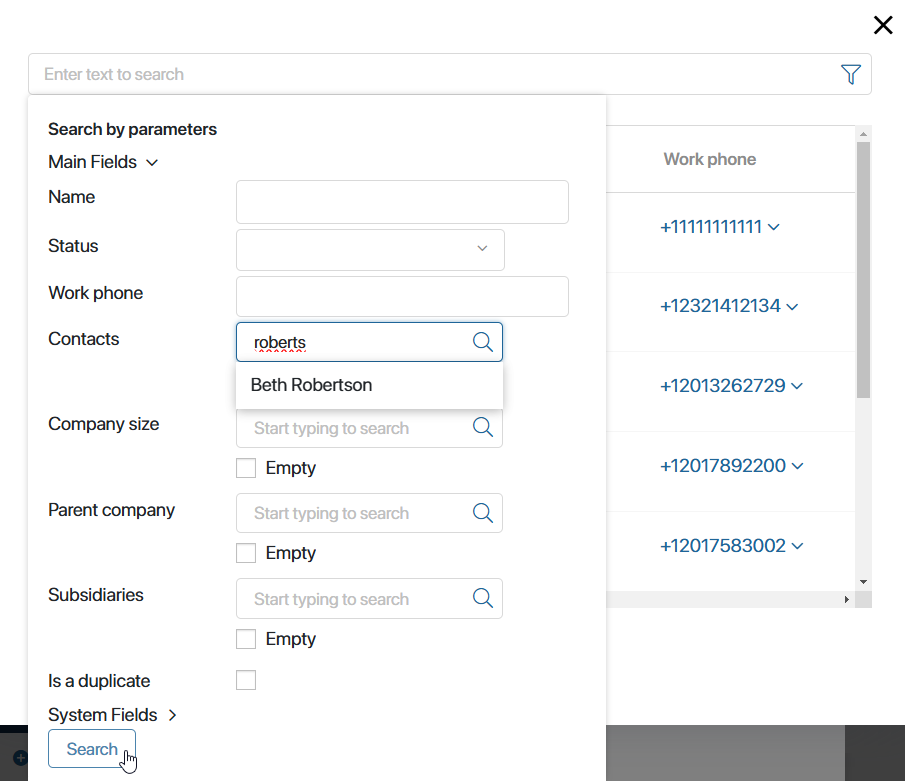 Enter text to search
Search by parameters
Main Fields
Work phone
Name
+11111111111
Status
Work phone
+12321412134
Contacts
roberts
Beth Robertson
+12013262729
Company size
Start typing to search
Empty
+12017892200
Parent company
Start typing to search
Empty
+12017583002
Subsidiaries
Start typing to search
Empty
Is a duplicate
System Fields
Search